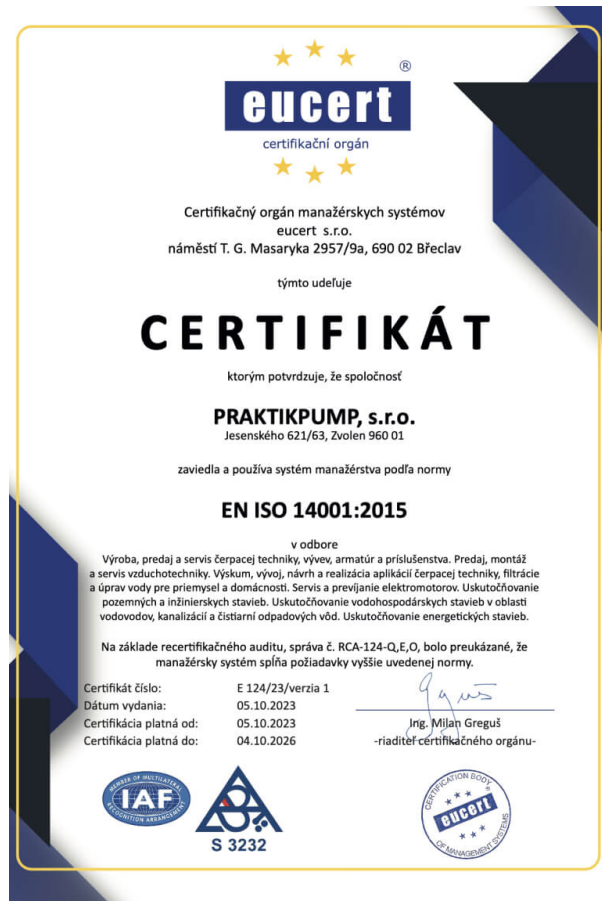 ®
eucert
certifikační orgán
Certifikačný orgán manažérskych systémov
eucert s.r.o.
náměstí T. G. Masaryka 2957/9a, 690 02 Břeclav
týmto udeľuje
CERTIFIKÁT
ktorým potvrdzuje, že spoločnosť
PRAKTIKPUMP, s.r.o.
Jesenského 621/63, Zvolen 960 01
zaviedla a používa systém manažérstva podľa normy
EN ISO 14001:2015
v odbore
Výroba, predaj a servis čerpacej techniky, vývev, armatúr a príslušenstva. Predaj, montáž
a servis vzduchotechniky. Výskum, vývoj, návrh a realizácia aplikácií čerpacej techniky, filtrácie
a úprav vody pre priemysel a domácnosti. Servis a previjanie elektromotorov. Uskutočňovanie
pozemných a inžinierskych stavieb. Uskutočňovanie vodohospodárskych stavieb v oblasti
vodovodov, kanalizácií a čistiarní odpadových vôd. Uskutočňovanie energetických stavieb.
Na základe recertifikačného auditu, správa č. RCA-124-Q,E,O, bolo preukázané, že
manažérsky systém spĺňa požiadavky vyššie uvedenej normy.
Certifikát číslo: E 124/23/verzia 1
Dátum vydania: 05.10.2023
Certifikácia platná od: 05.10.2023
Certifikácia platná do: 04.10.2026
Ing. Milan Greguš
-riaditeľ certifikačného orgánu-
MEMBER OF MULTILATERAL
IAF
RECOGNITION ARRANGEMENT
S 3232
CERTIFICATION BODY
eucert
®
OF MANAGEMENT SYSTEMS